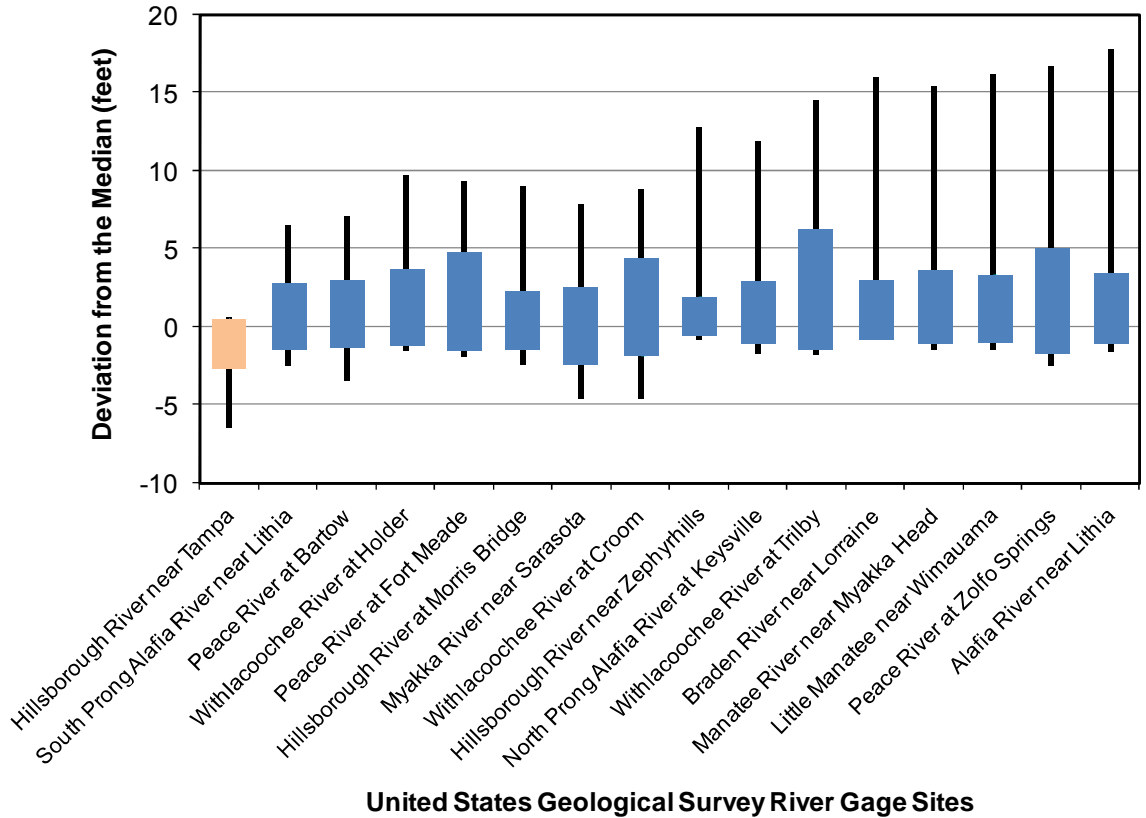 Deviation from the Median (feet)
20
15
10
5
0
-5
-10
Hillsborough River near Tampa
South Prong Alafia River near Lithia
Peace River at Bartow
Withlacoochee River at Holder
Peace River at Fort Meade
Hillsborough River at Morris Bridge
Myakka River near Sarasota
Withlacoochee River at Croom
Hillsborough River near Zephyrhills
North Prong Alafia River at Keysville
Withlacoochee River at Trilby
Braden River near Lorraine
Manatee River near Myakka Head
Little Manatee near Wimauama
Peace River at Zolfo Springs
Alafia River near Lithia
United States Geological Survey River Gage Sites